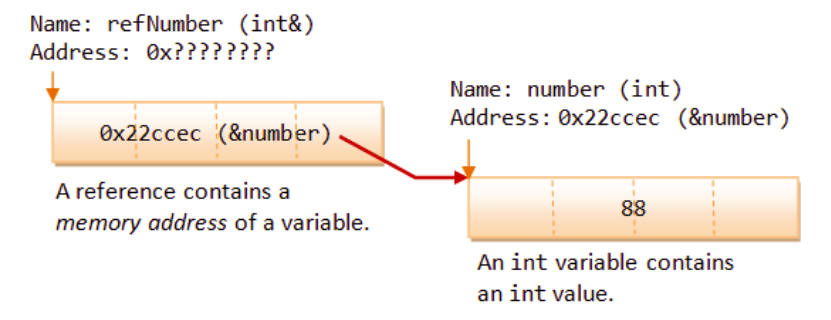 Name: refNumber (int&)
Address: 0x????????
0x22ccec (&number)
A reference contains a
memory address of a variable.
Name: number (int)
Address: 0x22ccec (&number)
88
An int variable contains
an int value.